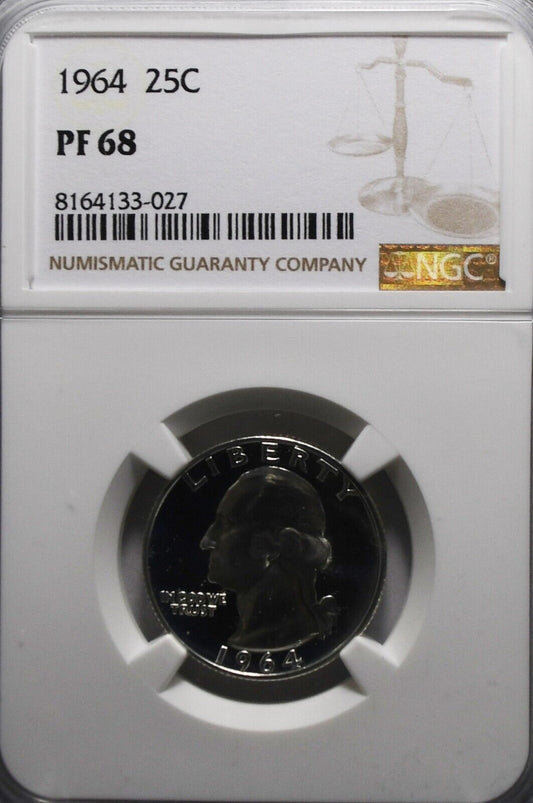 1964 25C
PF 68
8164133-027
NUMISMATIC GUARANTY COMPANY
NGC®
LIBERTY
IN GOD WE
TRUST
1964